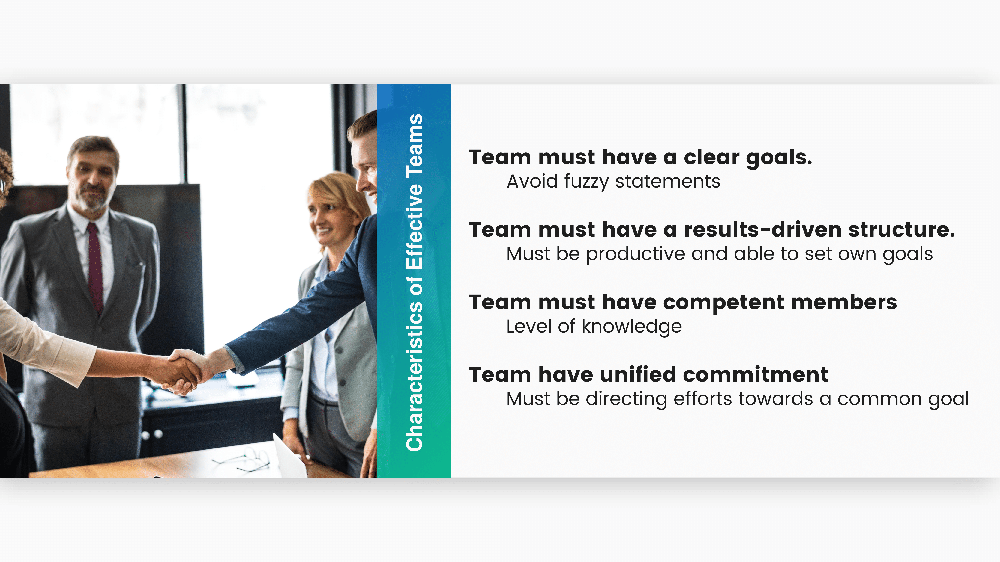 Characteristics of Effective Teams
Team must have a clear goals.
Avoid fuzzy statements
Team must have a results-driven structure.
Must be productive and able to set own goals
Team must have competent members
Level of knowledge
Team have unified commitment
Must be directing efforts towards a common goal